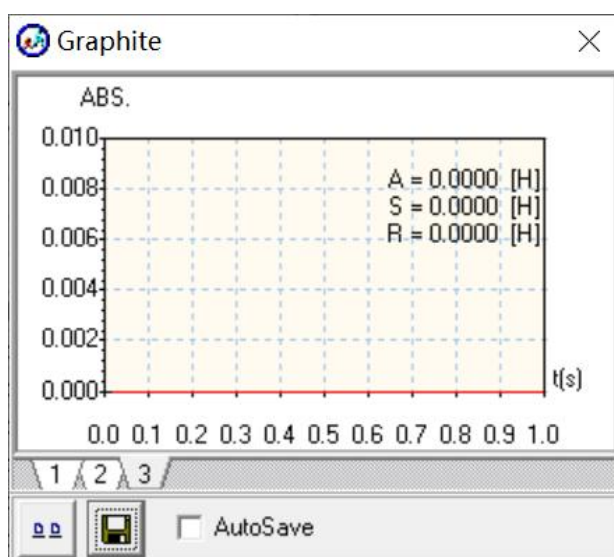 Graphite
ABS.
0.010
A = 0.0000 [H]
0.008
S = 0.0000 [H]
R = 0.0000 [H]
0.006
0.004
0.002
0.000
t(s)
0.0 0.1 0.2 0.3 0.4 0.5 0.6 0.7 0.8 0.9 1.0
1 2 3
AutoSave